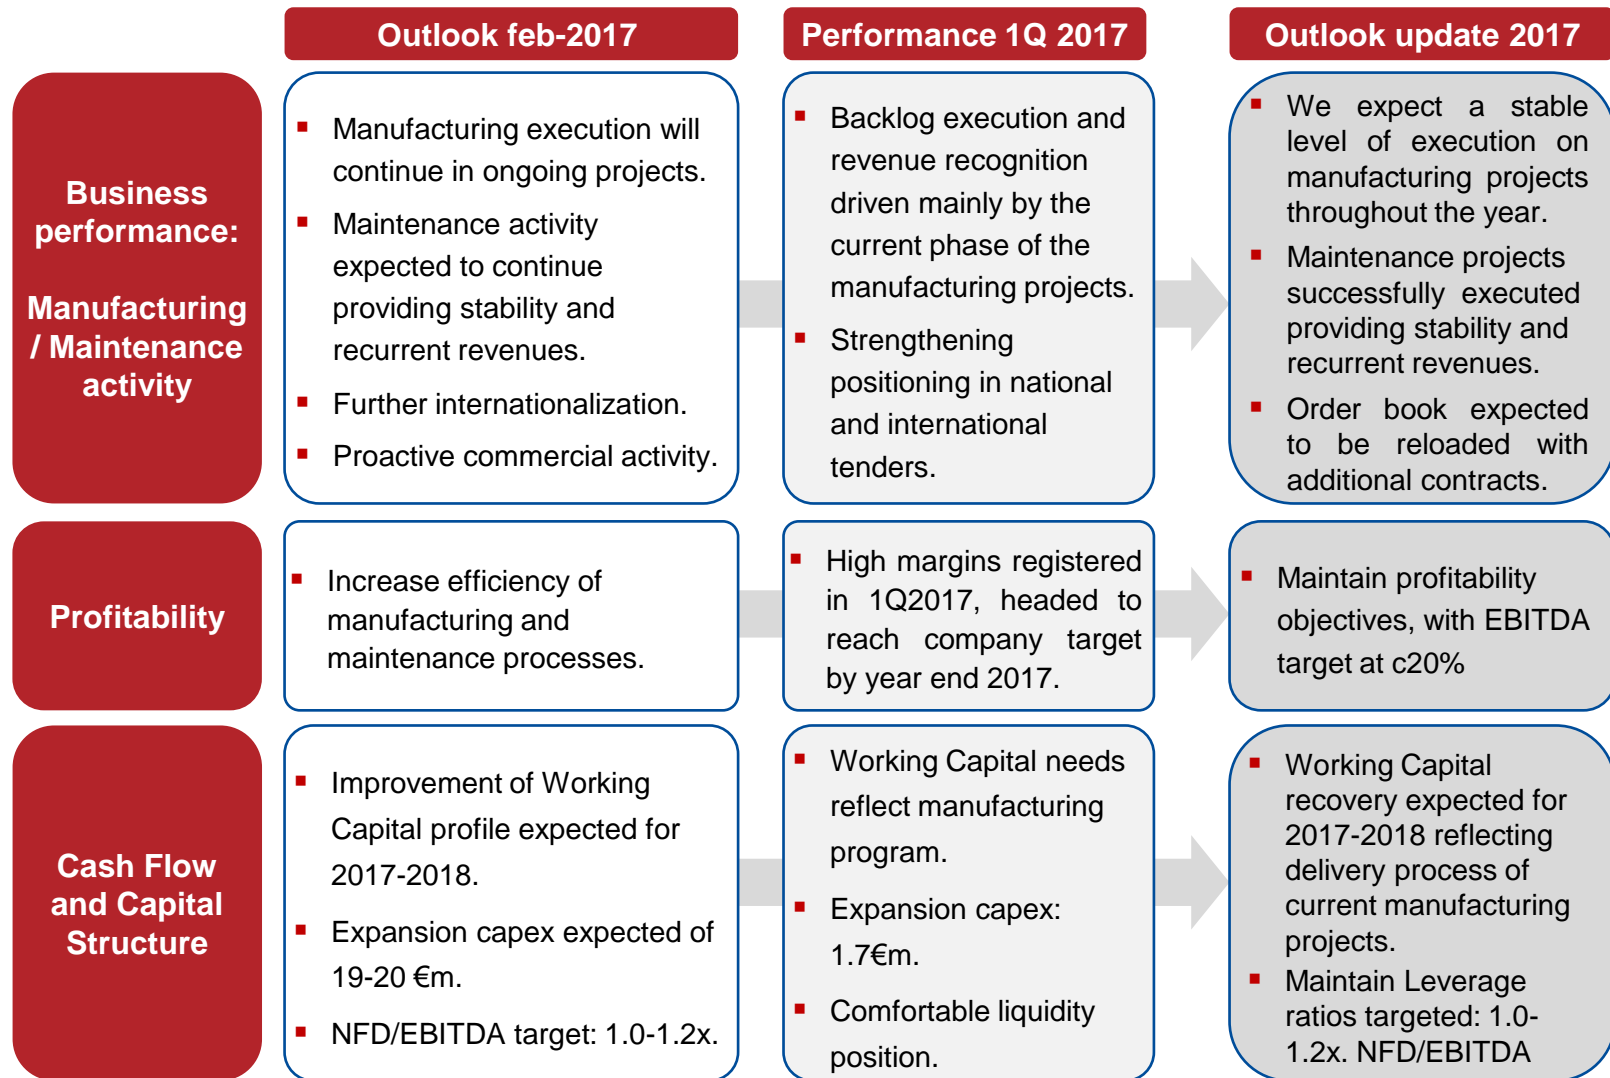 Outlook feb-2017
Performance 1Q 2017
Outlook update 2017
Business
performance:
Manufacturing
/ Maintenance
activity
▪ Manufacturing execution will
continue in ongoing projects.
▪ Maintenance activity
expected to continue
providing stability and
recurrent revenues.
▪ Further internationalization.
▪ Proactive commercial activity.
▪ Backlog execution and
revenue recognition
driven mainly by the
current phase of the
manufacturing projects.
▪ Strengthening
positioning in national
and international
tenders.
▪ We expect a stable
level of execution on
manufacturing projects
throughout the year.
▪ Maintenance projects
successfully executed
providing stability and
recurrent revenues.
▪ Order book expected
to be reloaded with
additional contracts.
Profitability
▪ Increase efficiency of
manufacturing and
maintenance processes.
▪ High margins registered
in 1Q2017, headed to
reach company target
by year end 2017.
▪ Maintain profitability
objectives, with EBITDA
target at c20%
Cash Flow
and Capital
Structure
▪ Improvement of Working
Capital profile expected for
2017-2018.
▪ Expansion capex expected of
19-20 €m.
▪ NFD/EBITDA target: 1.0-1.2x.
▪ Working Capital needs
reflect manufacturing
program.
▪ Expansion capex:
1.7€m.
▪ Comfortable liquidity
position.
▪ Working Capital
recovery expected for
2017-2018 reflecting
delivery process of
current manufacturing
projects.
▪ Maintain Leverage
ratios targeted: 1.0-
1.2x. NFD/EBITDA